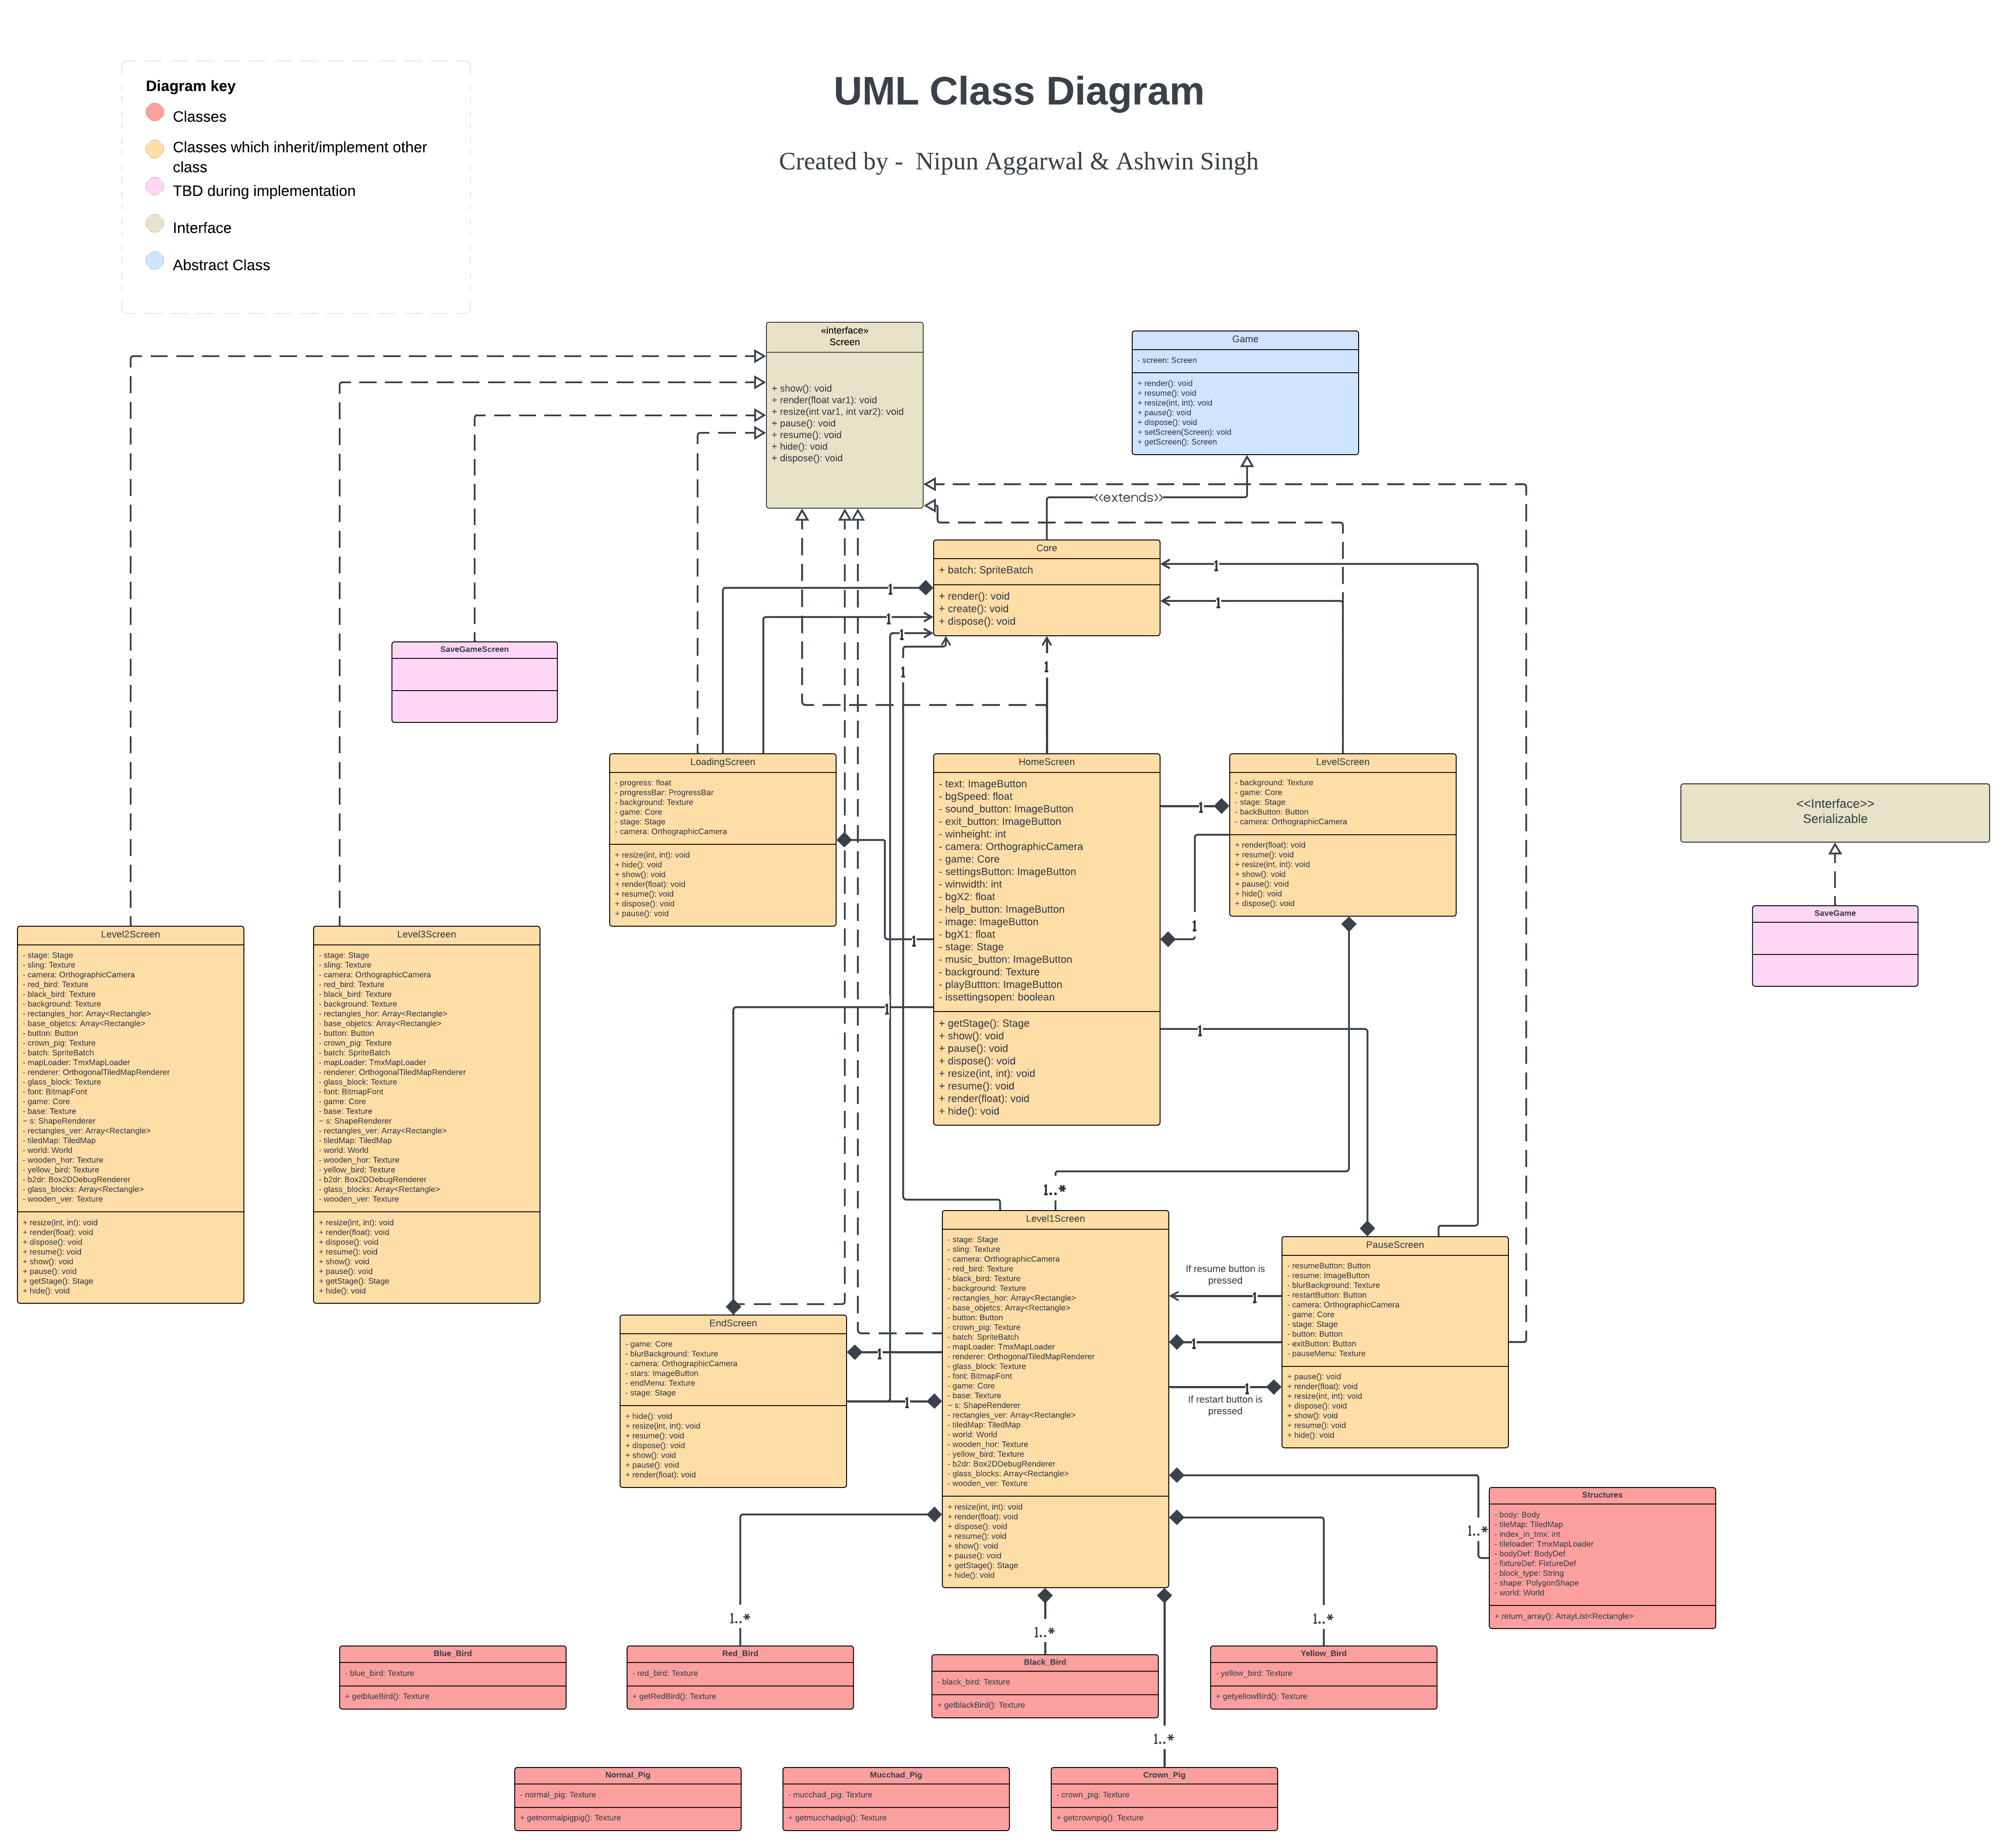 UML Class Diagram
Created by -  Nipun Aggarwal & Ashwin Singh
Diagram key
Classes
Classes which inherit/implement other
class
TBD during implementation
Interface
Abstract Class
«interface»
Screen
+ show(): void
+ render(float var1): void
+ resize(int var1, int var2): void
+ pause(): void
+ resume(): void
+ hide(): void
+ dispose(): void
Game
- screen: Screen
+ render(): void
+ resume(): void
+ resize(int, int): void
+ pause(): void
+ dispose(): void
+ setScreen(Screen): void
+ getScreen(): Screen
<<extends>>
Core
+ batch: SpriteBatch
+ render(): void
+ create(): void
+ dispose(): void
1
1
1
1
1
1
1
SaveGameScreen
LoadingScreen
- progress: float
- progressBar: ProgressBar
- background: Texture
- game: Core
- stage: Stage
- camera: OrthographicCamera
+ resize(int, int): void
+ hide(): void
+ show(): void
+ render(float): void
+ resume(): void
+ dispose(): void
+ pause(): void
HomeScreen
- text: ImageButton
- bgSpeed: float
- sound_button: ImageButton
- exit_button: ImageButton
- winheight: int
- camera: OrthographicCamera
- game: Core
- settingsButton: ImageButton
- winwidth: int
- bgX2: float
- help_button: ImageButton
- image: ImageButton
- bgX1: float
- stage: Stage
- music_button: ImageButton
- background: Texture
- playButtton: ImageButton
- issettingsopen: boolean
+ getStage(): Stage
+ show(): void
+ pause(): void
+ dispose(): void
+ resize(int, int): void
+ resume(): void
+ render(float): void
+ hide(): void
LevelScreen
- background: Texture
- game: Core
- stage: Stage
- backButton: Button
- camera: OrthographicCamera
+ render(float): void
+ resume(): void
+ resize(int, int): void
+ show(): void
+ pause(): void
+ hide(): void
+ dispose(): void
1
1
1
1
1
<<Interface>>
Serializable
SaveGame
Level2Screen
- stage: Stage
- sling: Texture
- camera: OrthographicCamera
- red_bird: Texture
- black_bird: Texture
- background: Texture
- rectangles_hor: Array<Rectangle>
- base_objetcs: Array<Rectangle>
- button: Button
- crown_pig: Texture
- batch: SpriteBatch
- mapLoader: TmxMapLoader
- renderer: OrthogonalTiledMapRenderer
- glass_block: Texture
- font: BitmapFont
- game: Core
- base: Texture
~ s: ShapeRenderer
- rectangles_ver: Array<Rectangle>
- tiledMap: TiledMap
- world: World
- wooden_hor: Texture
- yellow_bird: Texture
- b2dr: Box2DDebugRenderer
- glass_blocks: Array<Rectangle>
- wooden_ver: Texture
+ resize(int, int): void
+ render(float): void
+ dispose(): void
+ resume(): void
+ show(): void
+ pause(): void
+ getStage(): Stage
+ hide(): void
Level3Screen
- stage: Stage
- sling: Texture
- camera: OrthographicCamera
- red_bird: Texture
- black_bird: Texture
- background: Texture
- rectangles_hor: Array<Rectangle>
- base_objetcs: Array<Rectangle>
- button: Button
- crown_pig: Texture
- batch: SpriteBatch
- mapLoader: TmxMapLoader
- renderer: OrthogonalTiledMapRenderer
- glass_block: Texture
- font: BitmapFont
- game: Core
- base: Texture
~ s: ShapeRenderer
- rectangles_ver: Array<Rectangle>
- tiledMap: TiledMap
- world: World
- wooden_hor: Texture
- yellow_bird: Texture
- b2dr: Box2DDebugRenderer
- glass_blocks: Array<Rectangle>
- wooden_ver: Texture
+ resize(int, int): void
+ render(float): void
+ dispose(): void
+ resume(): void
+ show(): void
+ pause(): void
+ getStage(): Stage
+ hide(): void
1..*
Level1Screen
- stage: Stage
- sling: Texture
- camera: OrthographicCamera
- red_bird: Texture
- black_bird: Texture
- background: Texture
- rectangles_hor: Array<Rectangle>
- base_objetcs: Array<Rectangle>
- button: Button
- crown_pig: Texture
- batch: SpriteBatch
- mapLoader: TmxMapLoader
- renderer: OrthogonalTiledMapRenderer
- glass_block: Texture
- font: BitmapFont
- game: Core
- base: Texture
~ s: ShapeRenderer
- rectangles_ver: Array<Rectangle>
- tiledMap: TiledMap
- world: World
- wooden_hor: Texture
- yellow_bird: Texture
- b2dr: Box2DDebugRenderer
- glass_blocks: Array<Rectangle>
- wooden_ver: Texture
+ resize(int, int): void
+ render(float): void
+ dispose(): void
+ resume(): void
+ show(): void
+ pause(): void
+ getStage(): Stage
+ hide(): void
PauseScreen
- resumeButton: Button
- resume: ImageButton
- blurBackground: Texture
- restartButton: Button
- camera: OrthographicCamera
- game: Core
- stage: Stage
- button: Button
- exitButton: Button
- pauseMenu: Texture
+ pause(): void
+ render(float): void
+ resize(int, int): void
+ dispose(): void
+ show(): void
+ resume(): void
+ hide(): void
If resume button is
pressed
1
1
1
If restart button is
pressed
EndScreen
- game: Core
- blurBackground: Texture
- camera: OrthographicCamera
- stars: ImageButton
- endMenu: Texture
- stage: Stage
+ hide(): void
+ resize(int, int): void
+ resume(): void
+ dispose(): void
+ show(): void
+ pause(): void
+ render(float): void
1
1
Structures
- body: Body
- tileMap: TiledMap
- index_in_tmx: int
- tileloader: TmxMapLoader
- bodyDef: BodyDef
- fixtureDef: FixtureDef
- block_type: String
- shape: PolygonShape
- world: World
+ return_array(): ArrayList<Rectangle>
1..*
1..*
1..*
1..*
Blue_Bird
- blue_bird: Texture
+ getblueBird(): Texture
Red_Bird
- red_bird: Texture
+ getRedBird(): Texture
Black_Bird
- black_bird: Texture
+ getblackBird(): Texture
Yellow_Bird
- yellow_bird: Texture
+ getyellowBird(): Texture
1..*
Normal_Pig
- normal_pig: Texture
+ getnormalpigpig(): Texture
Mucchad_Pig
- mucchad_pig: Texture
+ getmucchadpig(): Texture
Crown_Pig
- crown_pig: Texture
+ getcrownpig(): Texture